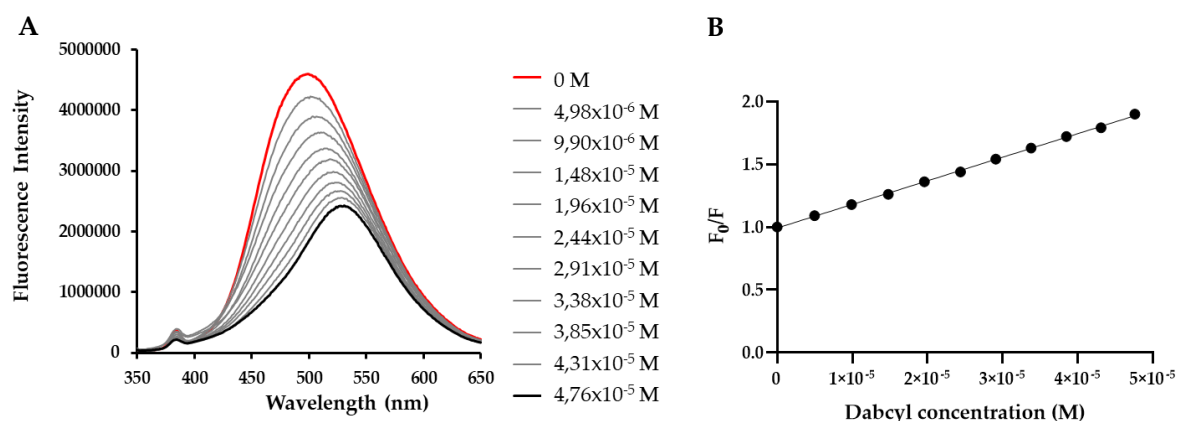 A
Fluorescence Intensity
5000000
4000000
3000000
2000000
1000000
0
350 400 450 500 550 600 650
Wavelength (nm)
0 M
4,98x10⁻⁶ M
9,90x10⁻⁶ M
1,48x10⁻⁵ M
1,96x10⁻⁵ M
2,44x10⁻⁵ M
2,91x10⁻⁵ M
3,38x10⁻⁵ M
3,85x10⁻⁵ M
4,31x10⁻⁵ M
4,76x10⁻⁵ M
B
F₀/F
2.0
1.5
1.0
0.5
0.0
0 1×10⁻⁵ 2×10⁻⁵ 3×10⁻⁵ 4×10⁻⁵ 5×10⁻⁵
Dabcyl concentration (M)